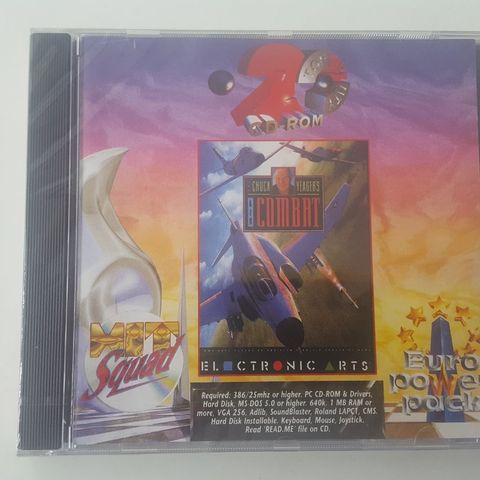 CD-ROM
CHUCK YEAGER'S
AIR COMBAT
ELECTRONIC ARTS
HIT
Squad
Euro
power
pack
Required: 386/25mhz or higher. PC CD-ROM & Drivers,
Hard Disk, MS-DOS 5.0 or higher. 640k. 1 MB RAM or
more, VGA 256, Adlib, SoundBlaster, Roland LAPC1, CMS.
Hard Disk Installable. Keyboard, Mouse, Joystick.
Read 'READ.ME' file on CD.